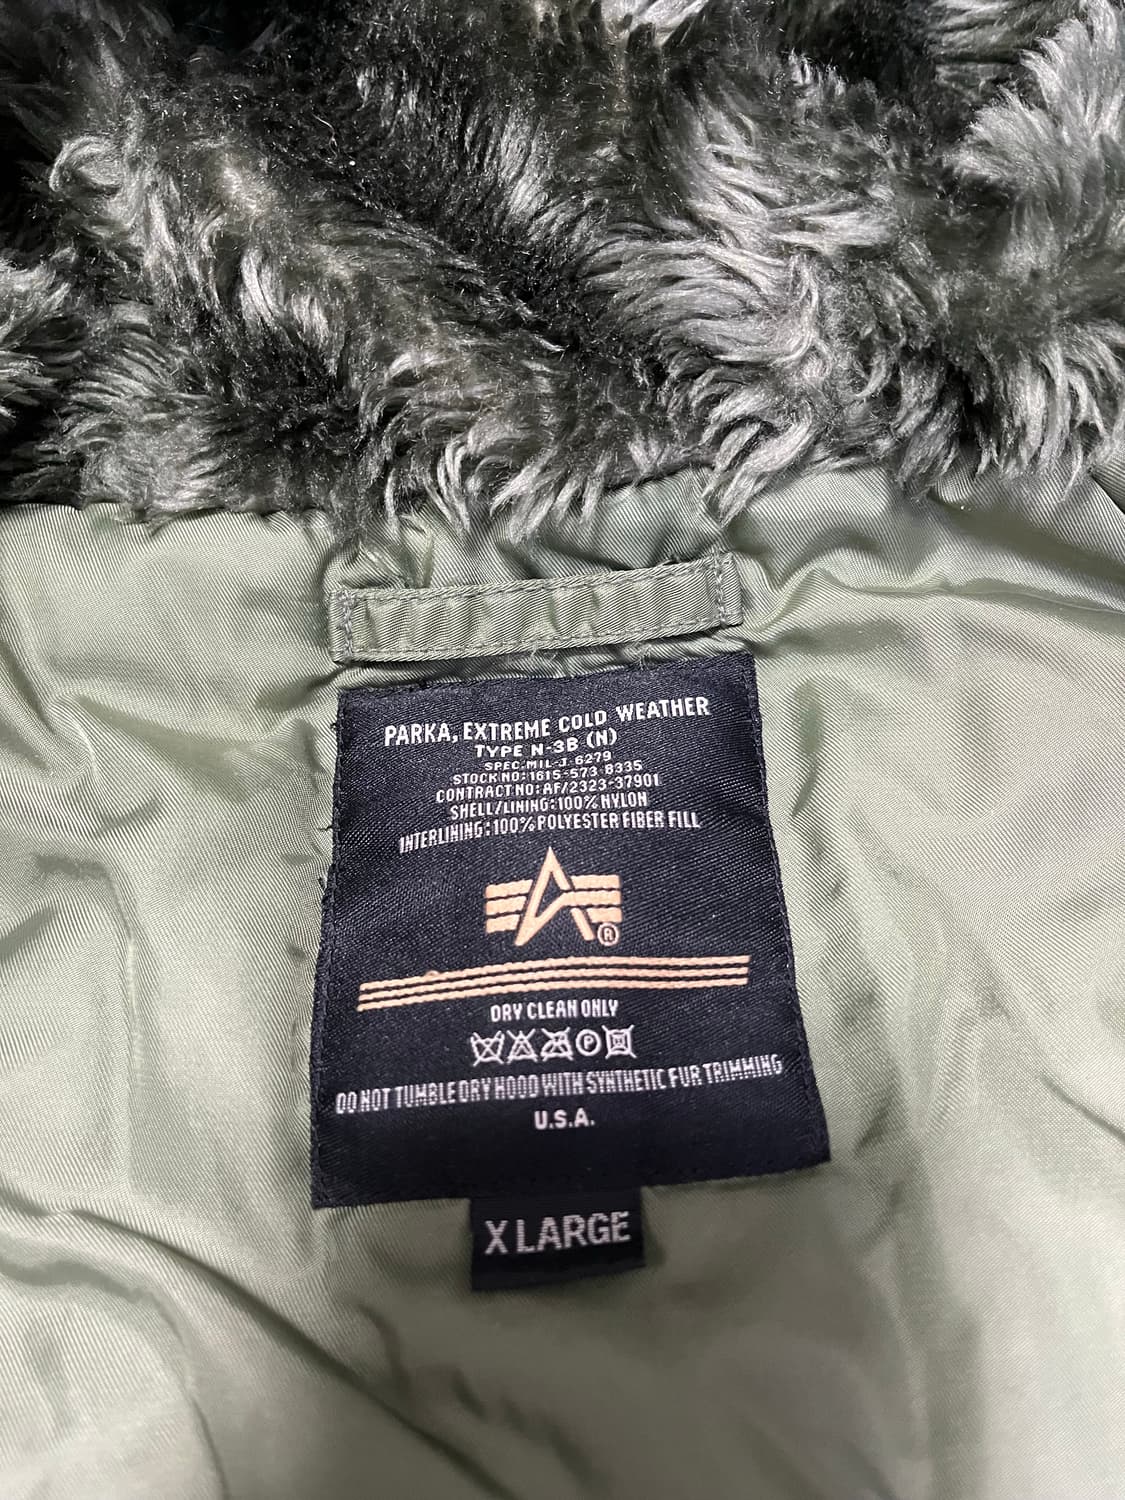 PARKA, EXTREME COLD WEATHER
TYPE N-3B (N)
SPEC.MIL-J-6279
STOCK NO: 1615-573-8335
CONTRACT NO: AF/2323-37901
SHELL/LINING: 100% NYLON
INTERLINING: 100% POLYESTER FIBER FILL
®
DRY CLEAN ONLY
P
DO NOT TUMBLE DRY HOOD WITH SYNTHETIC FUR TRIMMING
U.S.A.
X LARGE